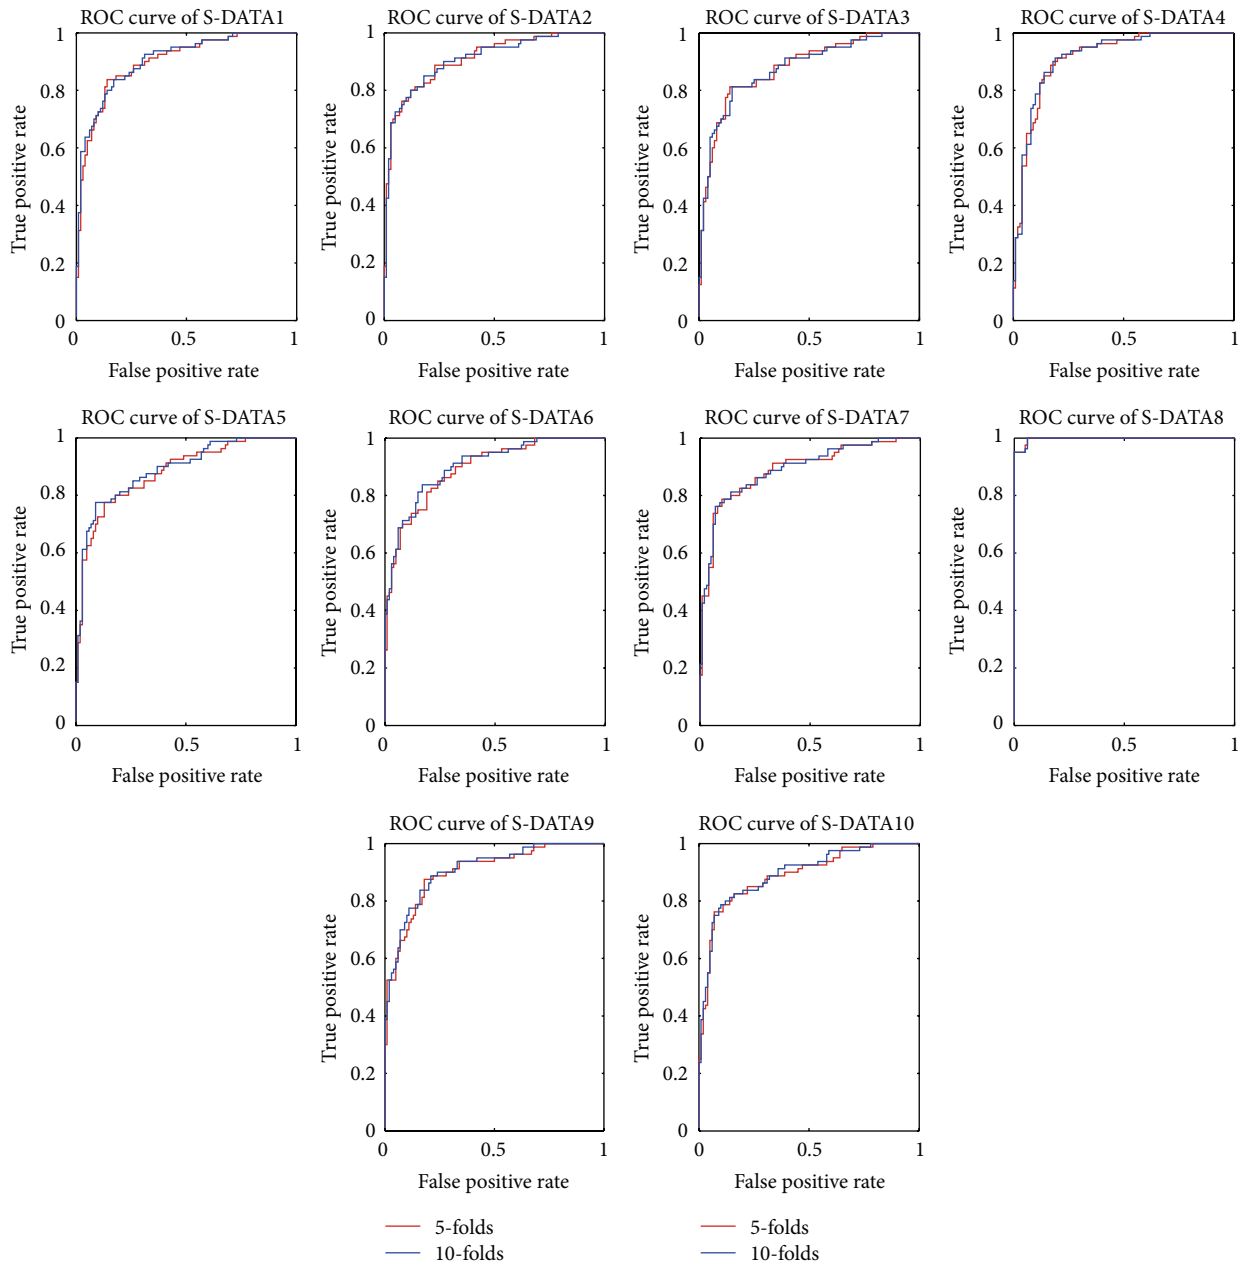 ROC curve of S-DATA1
1
0.8
0.6
0.4
0.2
0
True positive rate
0
0.5
1
False positive rate
ROC curve of S-DATA2
1
0.8
0.6
0.4
0.2
0
True positive rate
0
0.5
1
False positive rate
ROC curve of S-DATA3
1
0.8
0.6
0.4
0.2
0
True positive rate
0
0.5
1
False positive rate
ROC curve of S-DATA4
1
0.8
0.6
0.4
0.2
0
True positive rate
0
0.5
1
False positive rate
ROC curve of S-DATA5
1
0.8
0.6
0.4
0.2
0
True positive rate
0
0.5
1
False positive rate
ROC curve of S-DATA6
1
0.8
0.6
0.4
0.2
0
True positive rate
0
0.5
1
False positive rate
ROC curve of S-DATA7
1
0.8
0.6
0.4
0.2
0
True positive rate
0
0.5
1
False positive rate
ROC curve of S-DATA8
1
0.8
0.6
0.4
0.2
0
True positive rate
0
0.5
1
False positive rate
ROC curve of S-DATA9
1
0.8
0.6
0.4
0.2
0
True positive rate
0
0.5
1
False positive rate
5-folds
10-folds
ROC curve of S-DATA10
1
0.8
0.6
0.4
0.2
0
True positive rate
0
0.5
1
False positive rate
5-folds
10-folds